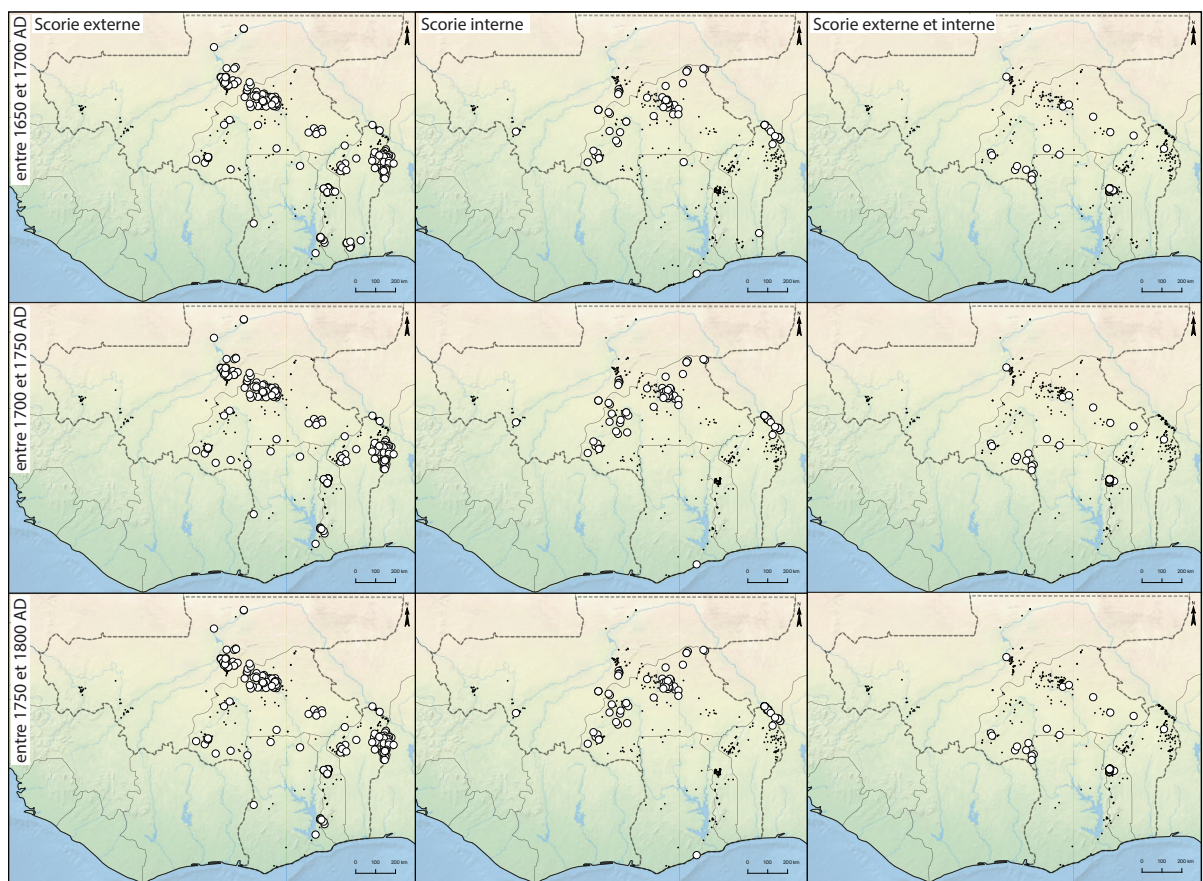 Scorie externe
Scorie interne
Scorie externe et interne
entre 1650 et 1700 AD
N
N
N
0 100 200 km
0 100 200 km
0 100 200 km
entre 1700 et 1750 AD
N
N
N
0 100 200 km
0 100 200 km
0 100 200 km
entre 1750 et 1800 AD
N
N
N
0 100 200 km
0 100 200 km
0 100 200 km